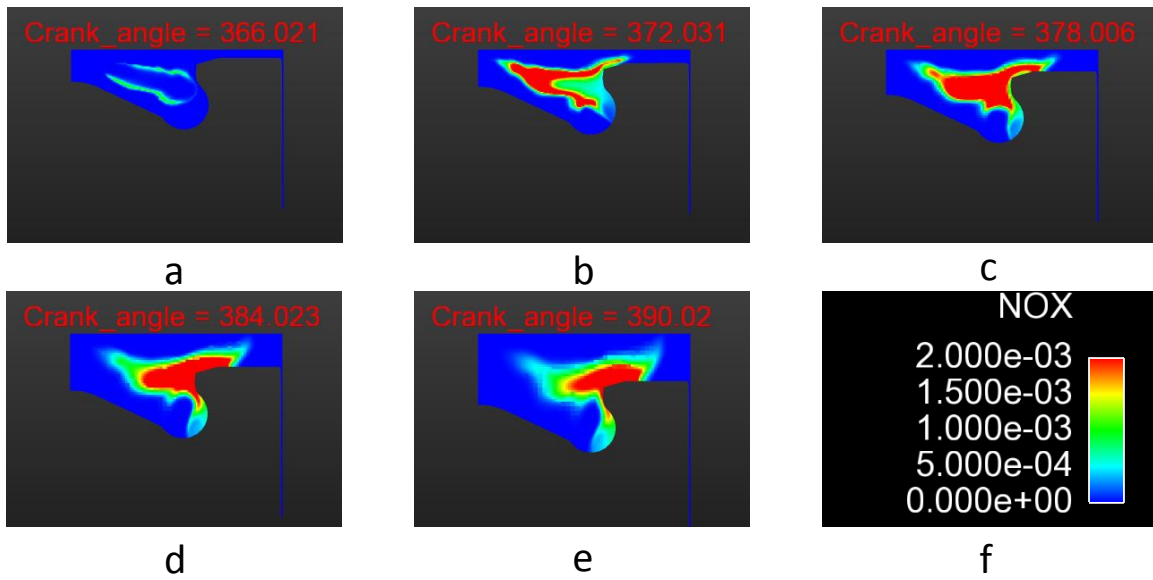 Crank_angle = 366.021
Crank_angle = 372.031
Crank_angle = 378.006
a
b
c
Crank_angle = 384.023
Crank_angle = 390.02
NOX
2.000e-03
1.500e-03
1.000e-03
5.000e-04
0.000e+00
d
e
f